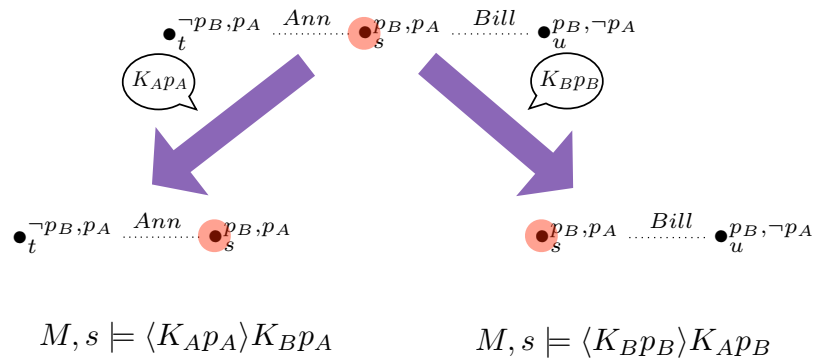 ¬p_B, p_A Ann p_B, p_A Bill p_B, ¬p_A
t s u
K_A p_A K_B p_B
¬p_B, p_A Ann p_B, p_A p_B, p_A Bill p_B, ¬p_A
t s s u
M, s ⊨ ⟨K_A p_A⟩K_B p_A M, s ⊨ ⟨K_B p_B⟩K_A p_B